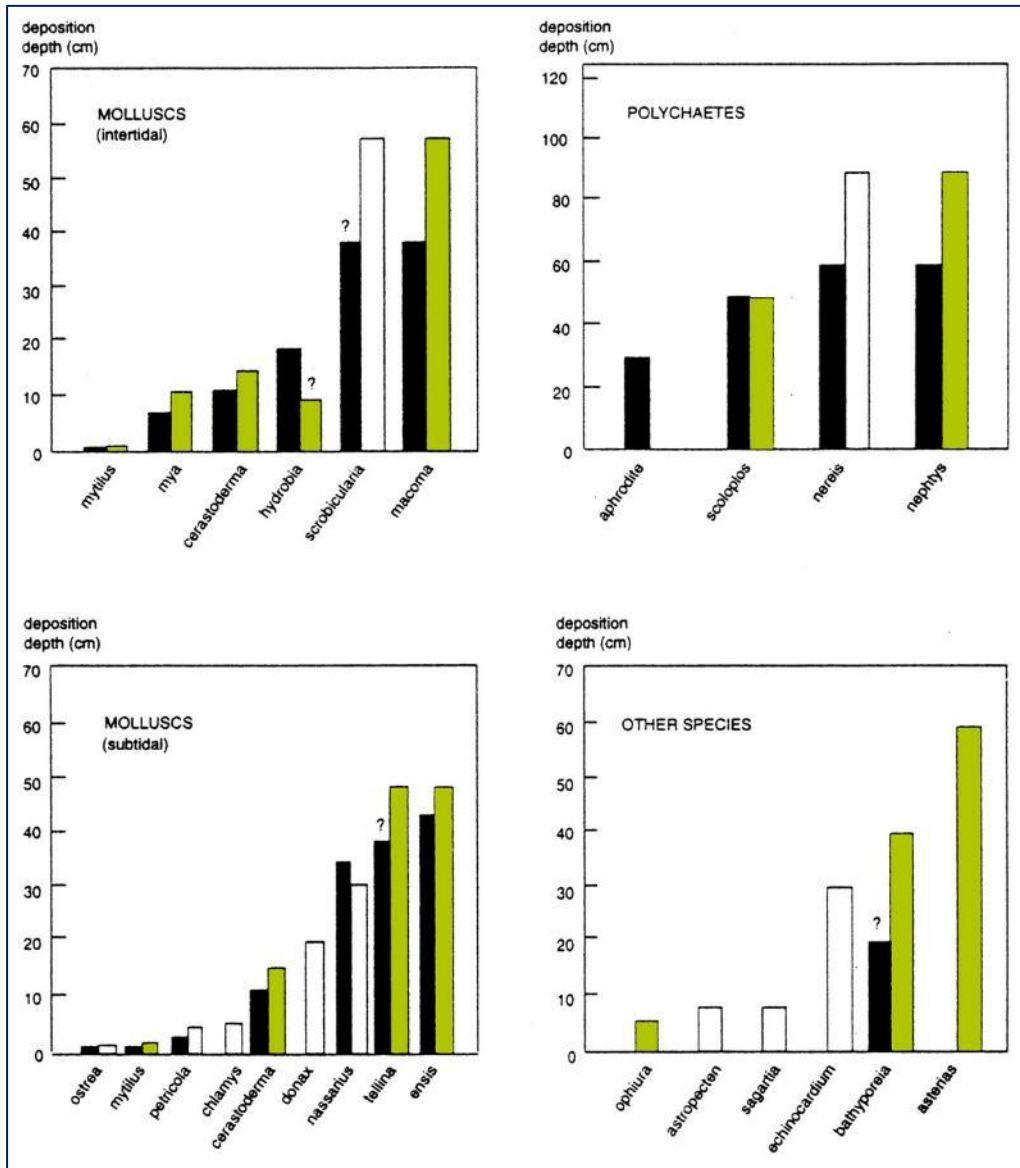 deposition
depth (cm)
70
60
50
40
30
20
10
0
MOLLUSCS
(intertidal)
?
?
mytilus
mya
cerastoderma
hydrobia
scrobicularia
macoma
deposition
depth (cm)
120
100
80
60
40
20
0
POLYCHAETES
aphrodite
scoloplos
nereis
nephtys
deposition
depth (cm)
70
60
50
40
30
20
10
0
MOLLUSCS
(subtidal)
?
ostrea
mytilus
petricola
chlamys
cerastoderma
donax
nassarius
tellina
ensis
deposition
depth (cm)
70
60
50
40
30
20
10
0
OTHER SPECIES
?
ophiura
astropecten
sagartia
echinocardium
bathyporeia
asterias